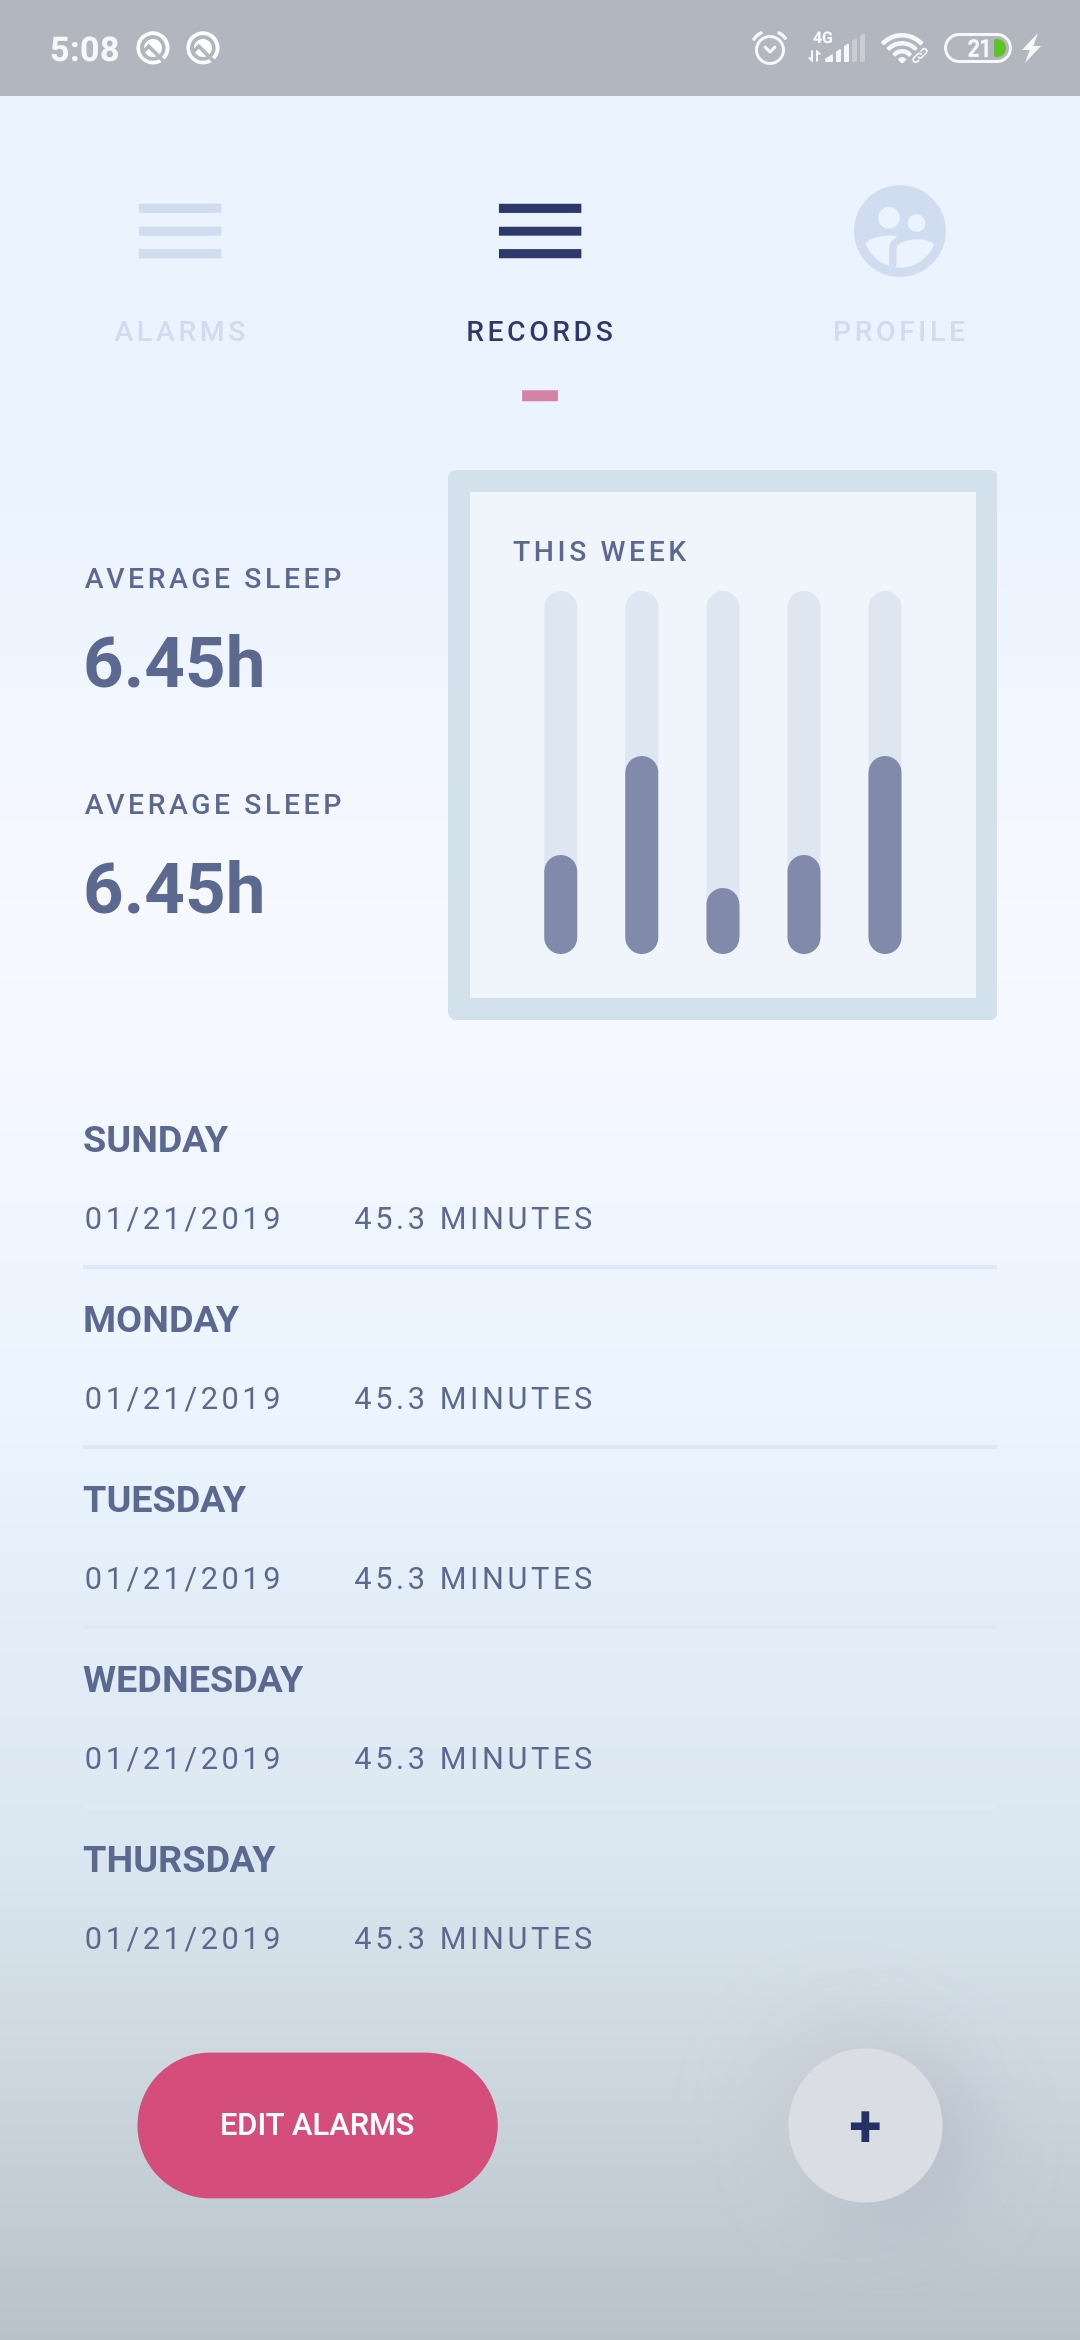 5:08
4G
21
ALARMS
RECORDS
PROFILE
AVERAGE SLEEP
6.45h
AVERAGE SLEEP
6.45h
THIS WEEK
SUNDAY
01/21/2019 45.3 MINUTES
MONDAY
01/21/2019 45.3 MINUTES
TUESDAY
01/21/2019 45.3 MINUTES
WEDNESDAY
01/21/2019 45.3 MINUTES
THURSDAY
01/21/2019 45.3 MINUTES
EDIT ALARMS
+